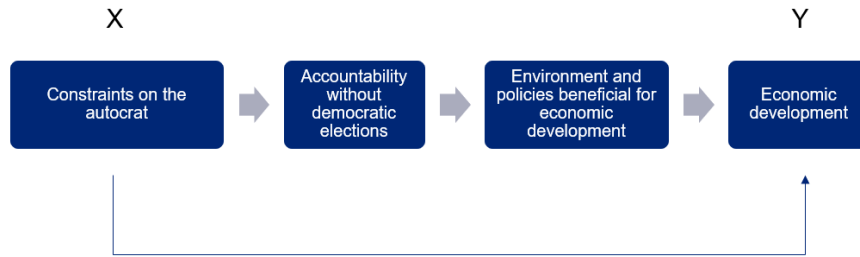 X
Y
Constraints on the
autocrat
Accountability
without
democratic
elections
Environment and
policies beneficial for
economic
development
Economic
development